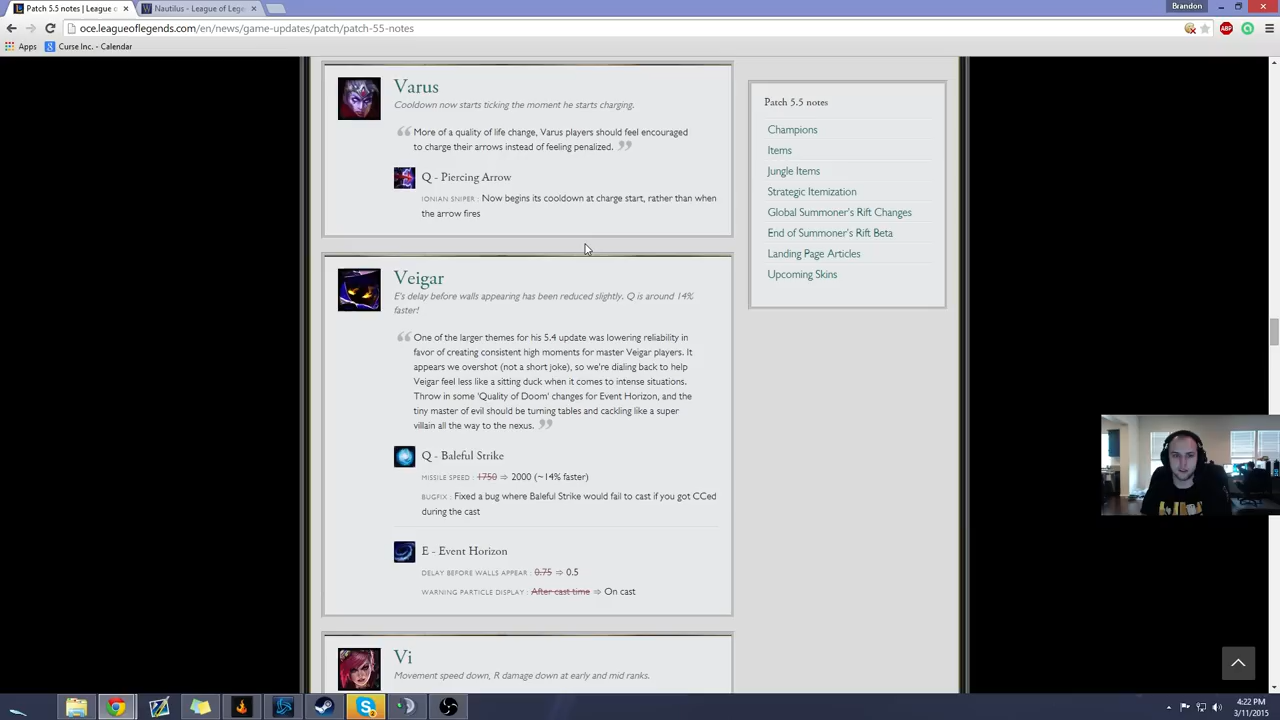 Patch 5.5 notes | League o
Nautilus - League of Lege
Brandon
oce.leagueoflegends.com/en/news/game-updates/patch/patch-55-notes
ABP
Apps
Curse Inc. - Calendar
Varus
Cooldown now starts ticking the moment he starts charging.
More of a quality of life change, Varus players should feel encouraged
to charge their arrows instead of feeling penalized.
Q - Piercing Arrow
IONIAN SNIPER : Now begins its cooldown at charge start, rather than when
the arrow fires
Veigar
E's delay before walls appearing has been reduced slightly. Q is around 14%
faster!
One of the larger themes for his 5.4 update was lowering reliability in
favor of creating consistent high moments for master Veigar players. It
appears we overshot (not a short joke), so we're dialing back to help
Veigar feel less like a sitting duck when it comes to intense situations.
Throw in some 'Quality of Doom' changes for Event Horizon, and the
tiny master of evil should be turning tables and cackling like a super
villain all the way to the nexus.
Q - Baleful Strike
MISSILE SPEED : 1750 ⇒ 2000 (~14% faster)
BUGFIX : Fixed a bug where Baleful Strike would fail to cast if you got CCed
during the cast
E - Event Horizon
DELAY BEFORE WALLS APPEAR : 0.75 ⇒ 0.5
WARNING PARTICLE DISPLAY : After cast time ⇒ On cast
Vi
Movement speed down, R damage down at early and mid ranks.
Patch 5.5 notes
Champions
Items
Jungle Items
Strategic Itemization
Global Summoner's Rift Changes
End of Summoner's Rift Beta
Landing Page Articles
Upcoming Skins
4:22 PM
3/11/2015